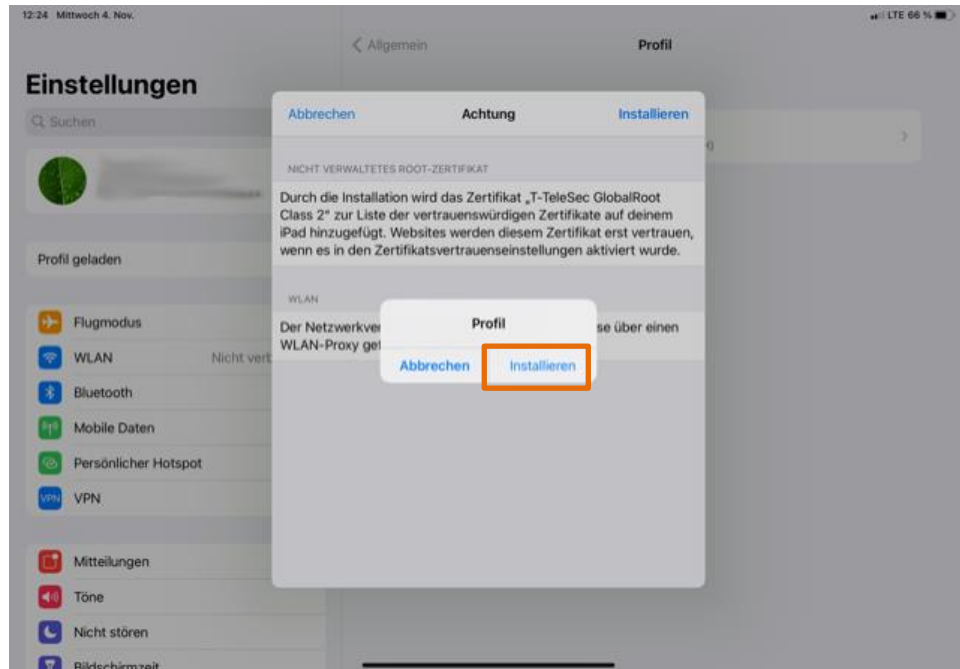 12:24 Mittwoch 4. Nov.
LTE 66 %
Einstellungen
Suchen
Profil geladen
Flugmodus
WLAN Nicht verb
Bluetooth
Mobile Daten
Persönlicher Hotspot
VPN VPN
Mitteilungen
Töne
Nicht stören
Bildschirmzeit
Allgemein Profil
Abbrechen Achtung Installieren
NICHT VERWALTETES ROOT-ZERTIFIKAT
Durch die Installation wird das Zertifikat „T-TeleSec GlobalRoot
Class 2“ zur Liste der vertrauenswürdigen Zertifikate auf deinem
iPad hinzugefügt. Websites werden diesem Zertifikat erst vertrauen,
wenn es in den Zertifikatsvertrauenseinstellungen aktiviert wurde.
WLAN
Der Netzwerkver se über einen
WLAN-Proxy gef
Profil
Abbrechen Installieren